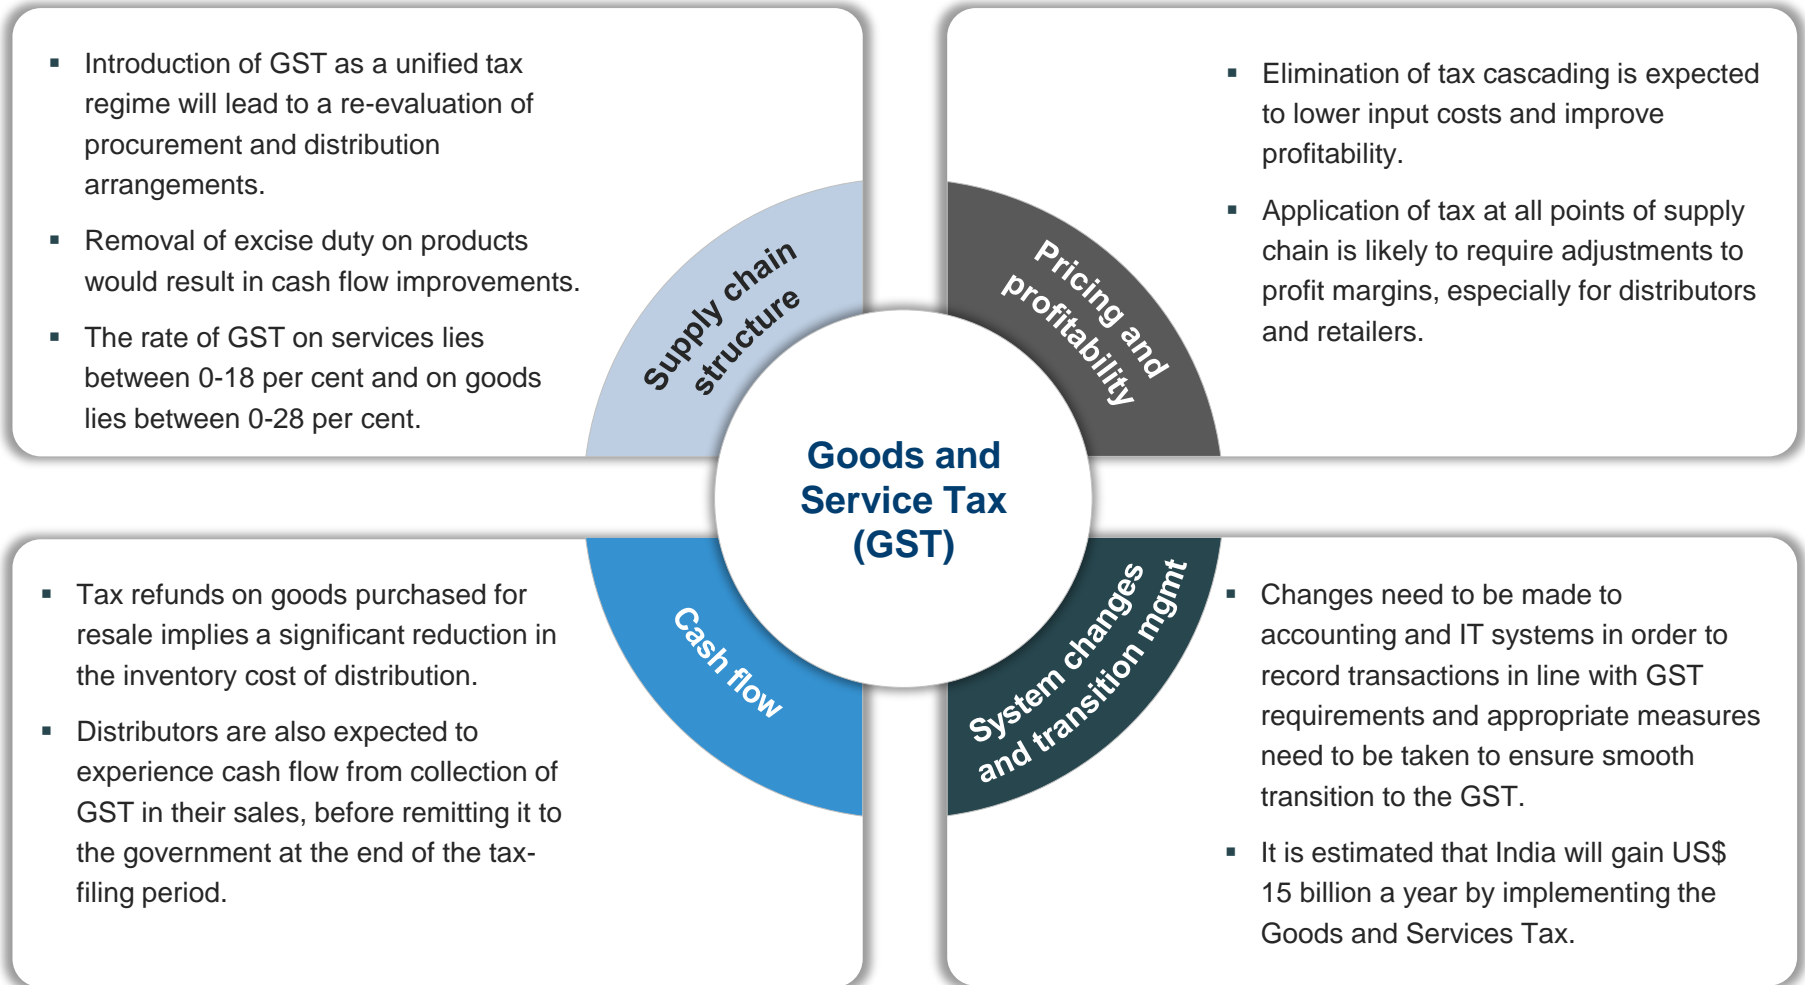 ▪ Introduction of GST as a unified tax
regime will lead to a re-evaluation of
procurement and distribution
arrangements.
▪ Removal of excise duty on products
would result in cash flow improvements.
▪ The rate of GST on services lies
between 0-18 per cent and on goods
lies between 0-28 per cent.
Supply chain
structure
▪ Elimination of tax cascading is expected
to lower input costs and improve
profitability.
▪ Application of tax at all points of supply
chain is likely to require adjustments to
profit margins, especially for distributors
and retailers.
Pricing and
profitability
Goods and
Service Tax
(GST)
▪ Tax refunds on goods purchased for
resale implies a significant reduction in
the inventory cost of distribution.
▪ Distributors are also expected to
experience cash flow from collection of
GST in their sales, before remitting it to
the government at the end of the tax-
filing period.
Cash flow
System changes
and transition mgmt
▪ Changes need to be made to
accounting and IT systems in order to
record transactions in line with GST
requirements and appropriate measures
need to be taken to ensure smooth
transition to the GST.
▪ It is estimated that India will gain US$
15 billion a year by implementing the
Goods and Services Tax.